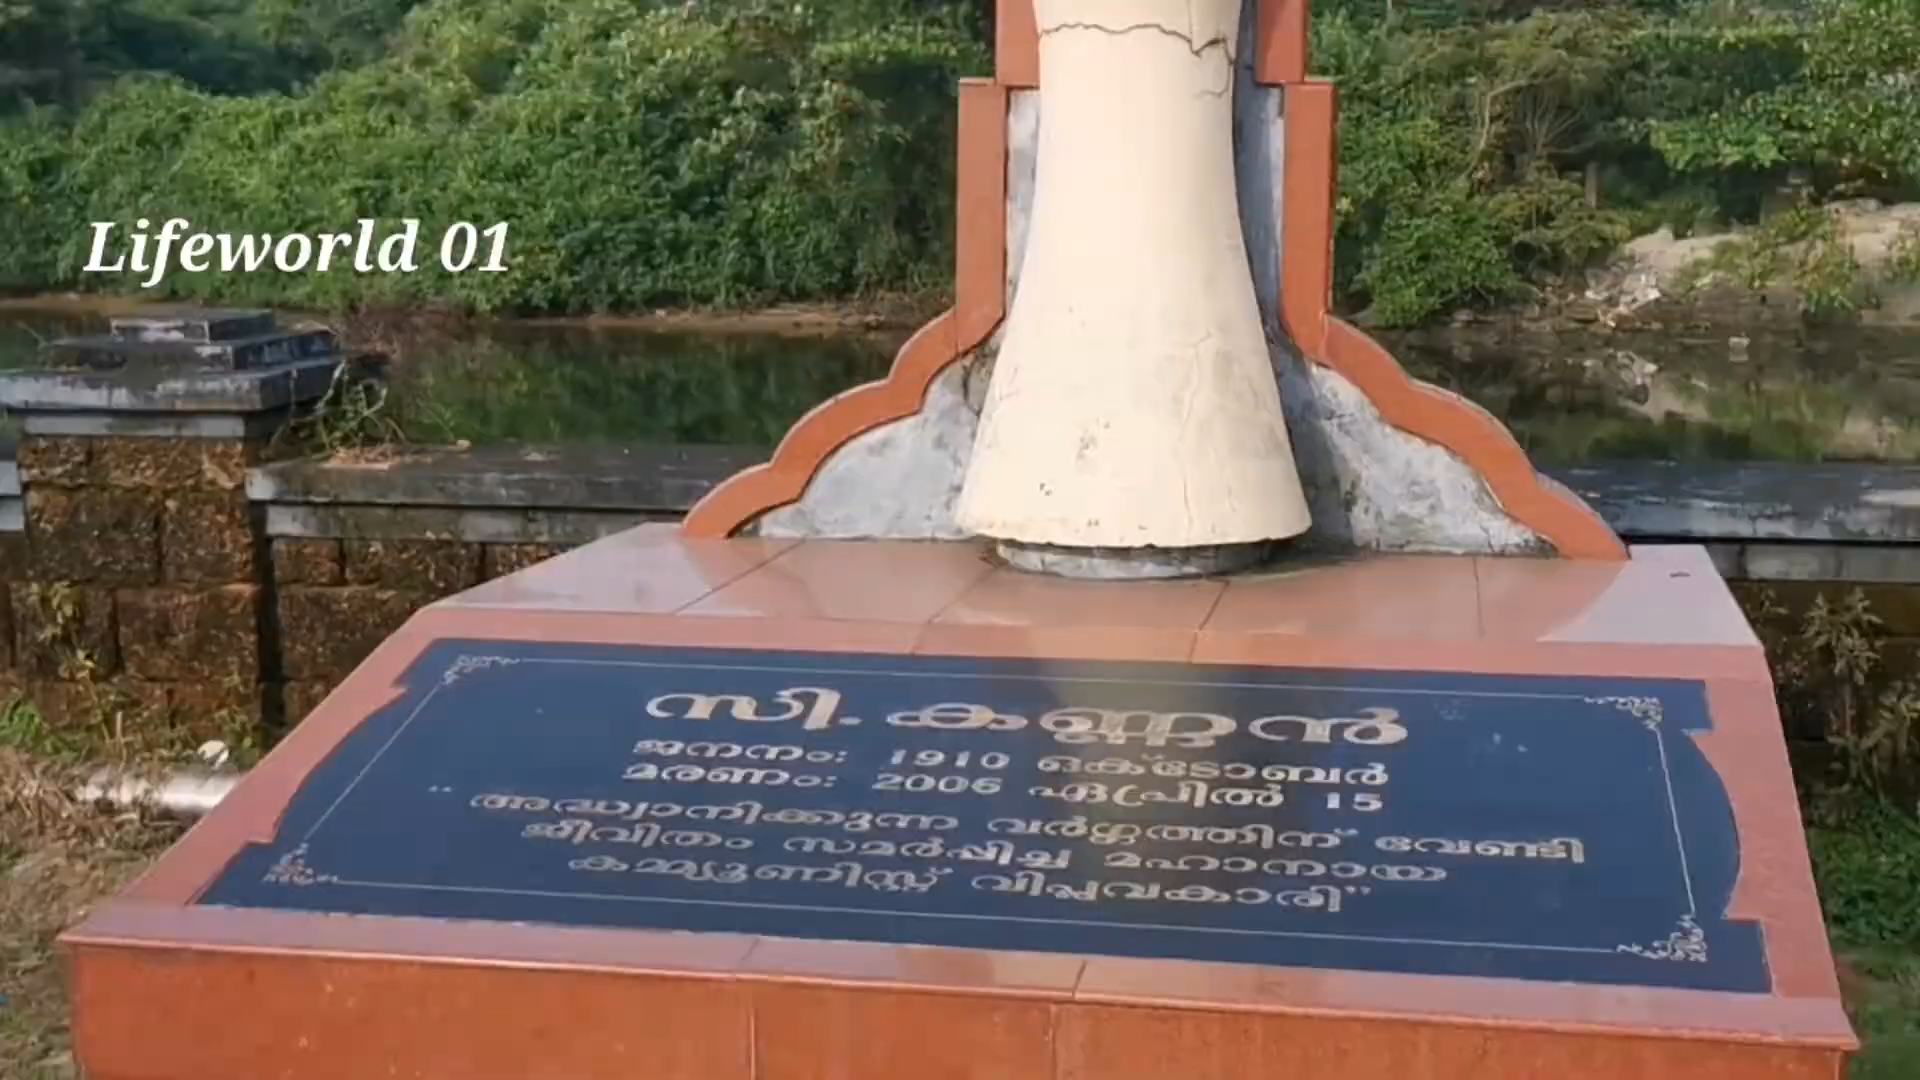 Lifeworld 01
സി. കണ്ണൻ
ജനനം: 1910 ഒക്ടോബർ
മരണം: 2006 ഏപ്രിൽ 15
“അദ്ധ്വാനിക്കുന്ന വർഗ്ഗത്തിന് വേണ്ടി
ജീവിതം സമർപ്പിച്ച മഹാനായ
കമ്മ്യൂണിസ്റ്റ് വിപ്ലവകാരി”